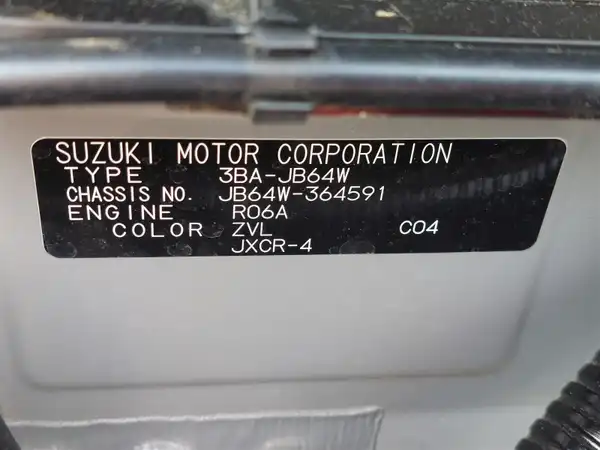 SUZUKI MOTOR CORPORATION
TYPE 3BA-JB64W
CHASSIS NO. JB64W-364591
ENGINE R06A
COLOR ZVL C04
JXCR-4